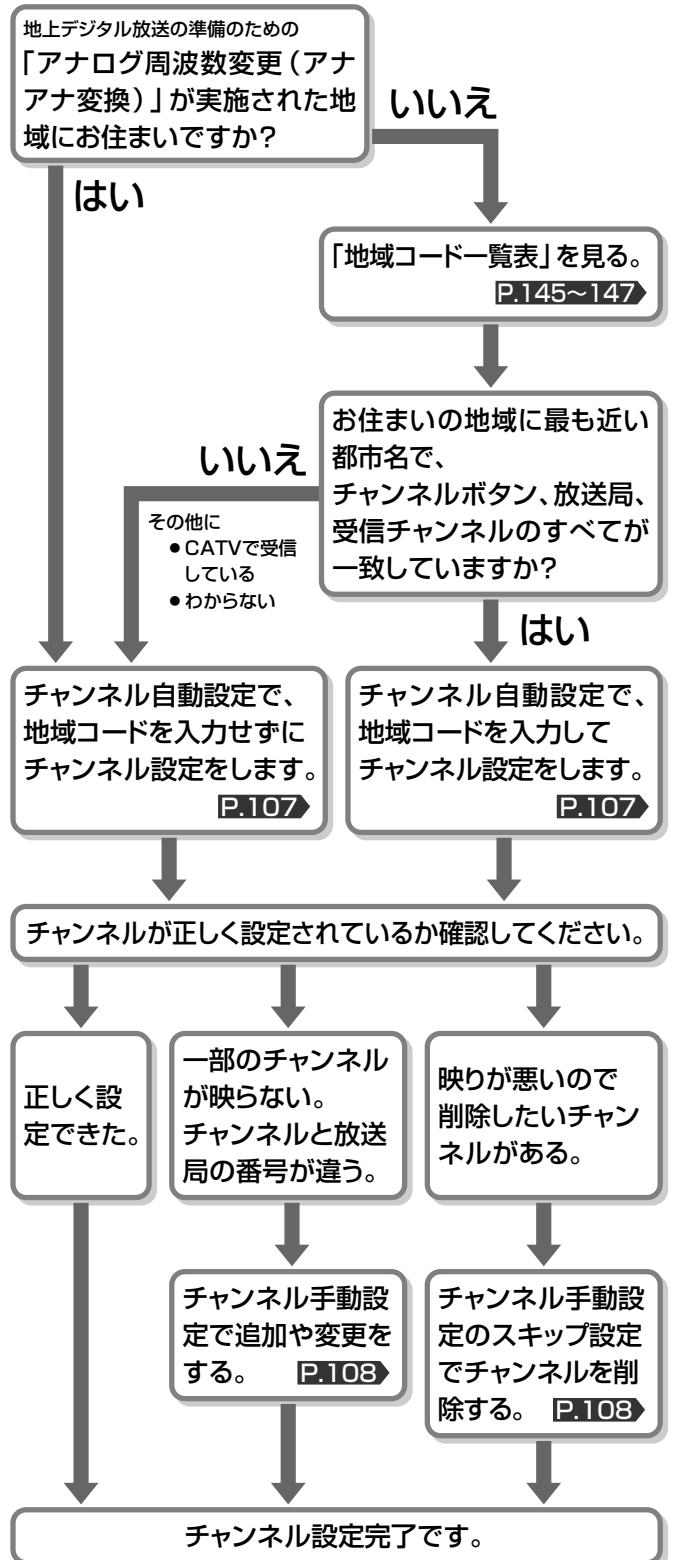 地上デジタル放送の準備のための
「アナログ周波数変更(アナ
アナ変換)」が実施された地
域にお住まいですか?
いいえ
はい
「地域コード一覧表」を見る。
P.145~147
お住まいの地域に最も近い
都市名で、
チャンネルボタン、放送局、
受信チャンネルのすべてが
一致していますか?
いいえ
その他に
●CATVで受信
している
●わからない
はい
チャンネル自動設定で、
地域コードを入力せずに
チャンネル設定をします。
P.107
チャンネル自動設定で、
地域コードを入力して
チャンネル設定をします。
P.107
チャンネルが正しく設定されているか確認してください。
正しく設
定できた。
一部のチャンネル
が映らない。
チャンネルと放送
局の番号が違う。
映りが悪いので
削除したいチャン
ネルがある。
チャンネル手動設
定で追加や変更を
する。 P.108
チャンネル手動設
定のスキップ設定
でチャンネルを削
除する。 P.108
チャンネル設定完了です。